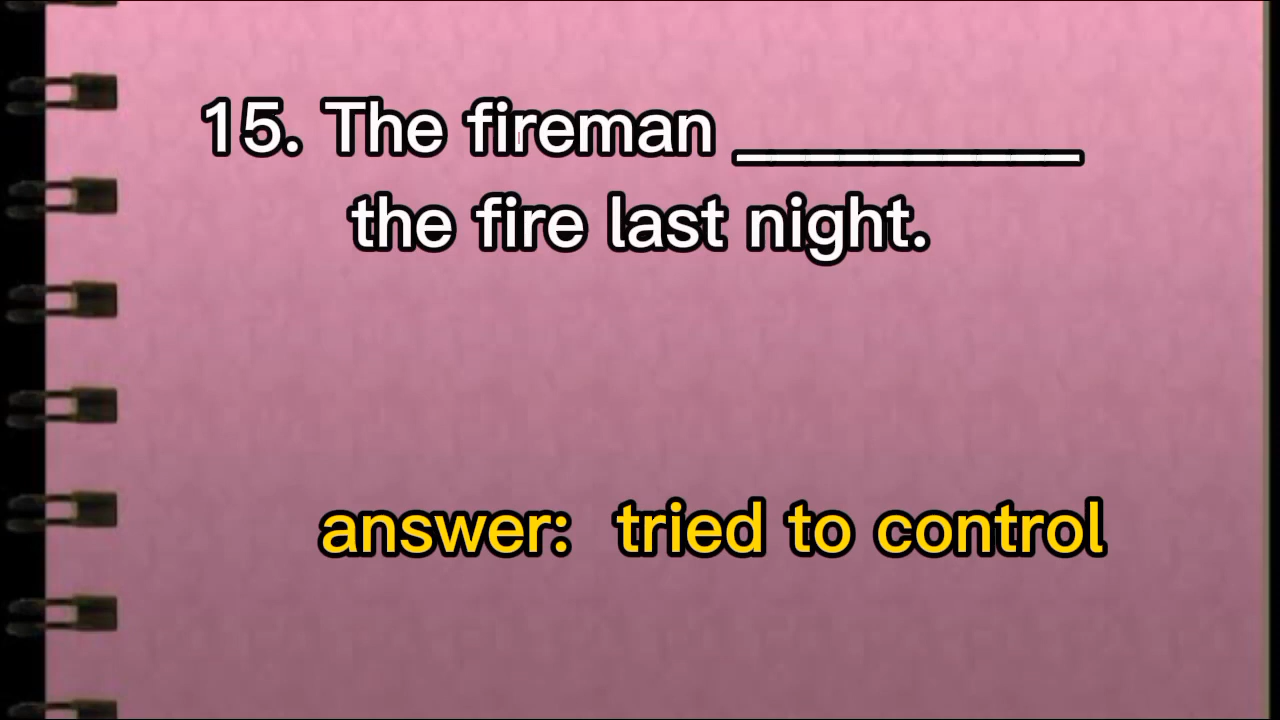 15. The fireman __________
the fire last night.
answer: tried to control